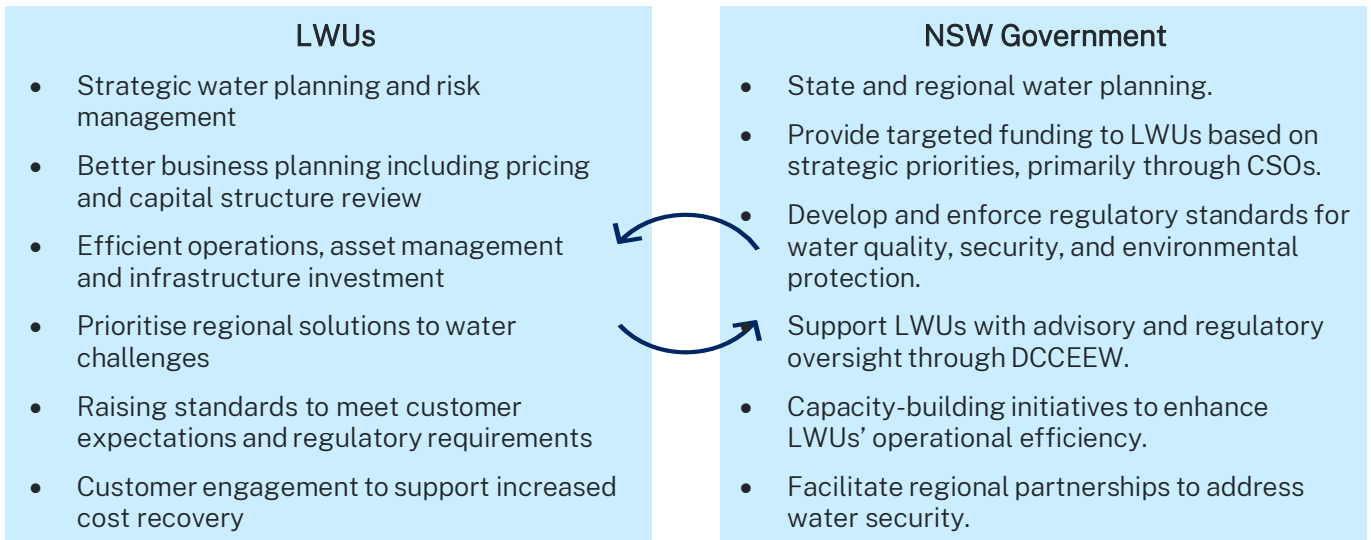 LWUs
• Strategic water planning and risk
management
• Better business planning including pricing
and capital structure review
• Efficient operations, asset management
and infrastructure investment
• Prioritise regional solutions to water
challenges
• Raising standards to meet customer
expectations and regulatory requirements
• Customer engagement to support increased
cost recovery
NSW Government
• State and regional water planning.
• Provide targeted funding to LWUs based on
strategic priorities, primarily through CSOs.
• Develop and enforce regulatory standards for
water quality, security, and environmental
protection.
• Support LWUs with advisory and regulatory
oversight through DCCEEW.
• Capacity-building initiatives to enhance
LWUs’ operational efficiency.
• Facilitate regional partnerships to address
water security.